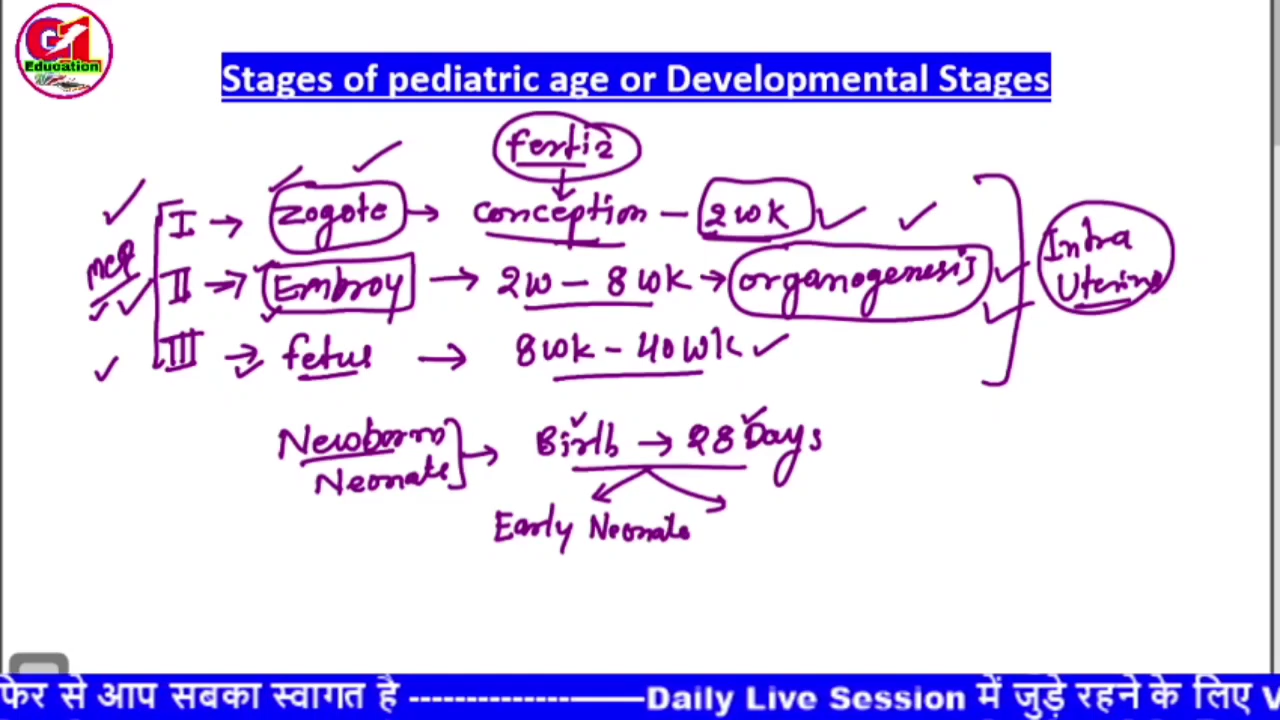 G1
Education
Stages of pediatric age or Developmental Stages
fertiz
I → Zogote → conception – 2wk
mcq
II → Embroy → 2w – 8wk → organogenesis
III → fetus → 8wk – 40wk
Intra
Uterine
Newborn
Neonate → Birth → 28 Days
Early Neonate
फेर से आप सबका स्वागत है ---------------------Daily Live Session में जुड़े रहने के लिए V